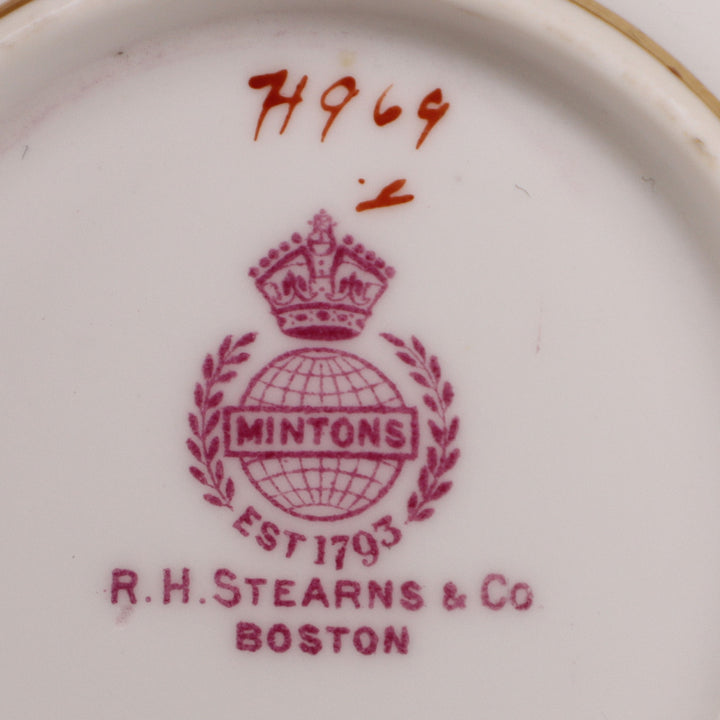 H969
MINTONS
EST 1793
R.H. STEARNS & Co
BOSTON